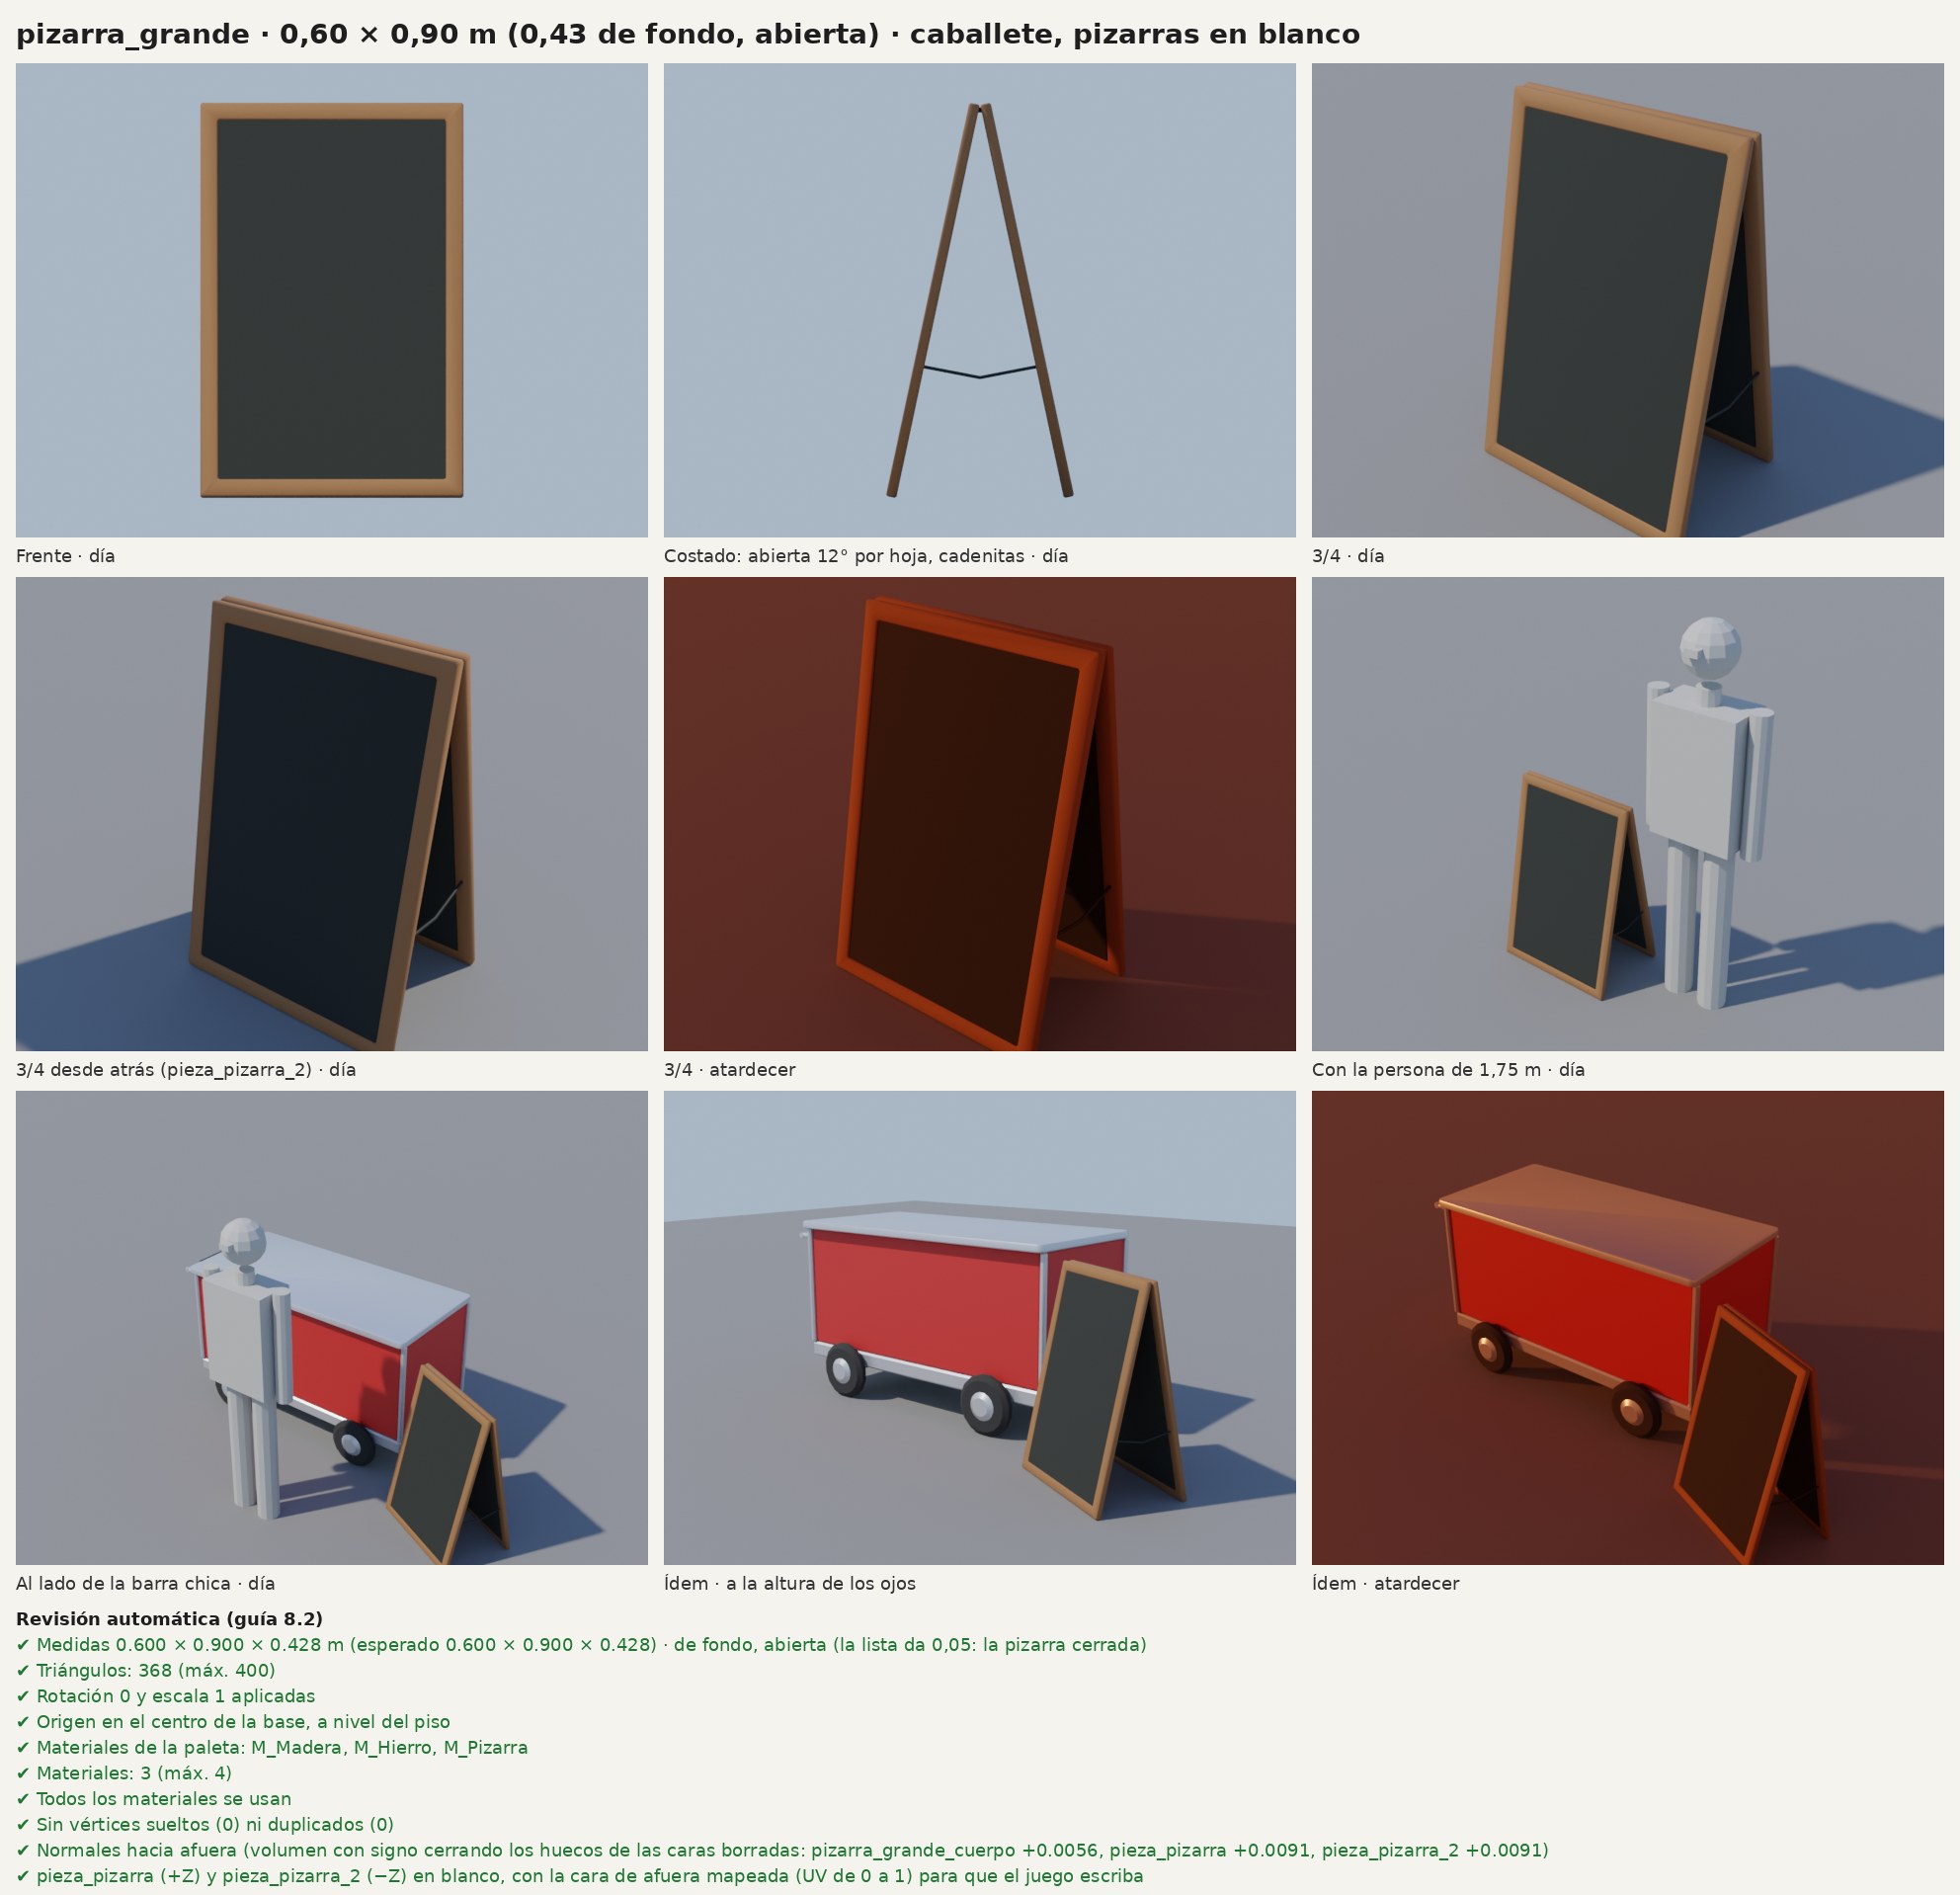 pizarra_grande · 0,60 × 0,90 m (0,43 de fondo, abierta) · caballete, pizarras en blanco
Frente · día
Costado: abierta 12° por hoja, cadenitas · día
3/4 · día
3/4 desde atrás (pieza_pizarra_2) · día
3/4 · atardecer
Con la persona de 1,75 m · día
Al lado de la barra chica · día
Ídem · a la altura de los ojos
Ídem · atardecer
Revisión automática (guía 8.2)
✔ Medidas 0.600 × 0.900 × 0.428 m (esperado 0.600 × 0.900 × 0.428) · de fondo, abierta (la lista da 0,05: la pizarra cerrada)
✔ Triángulos: 368 (máx. 400)
✔ Rotación 0 y escala 1 aplicadas
✔ Origen en el centro de la base, a nivel del piso
✔ Materiales de la paleta: M_Madera, M_Hierro, M_Pizarra
✔ Materiales: 3 (máx. 4)
✔ Todos los materiales se usan
✔ Sin vértices sueltos (0) ni duplicados (0)
✔ Normales hacia afuera (volumen con signo cerrando los huecos de las caras borradas: pizarra_grande_cuerpo +0.0056, pieza_pizarra +0.0091, pieza_pizarra_2 +0.0091)
✔ pieza_pizarra (+Z) y pieza_pizarra_2 (−Z) en blanco, con la cara de afuera mapeada (UV de 0 a 1) para que el juego escriba